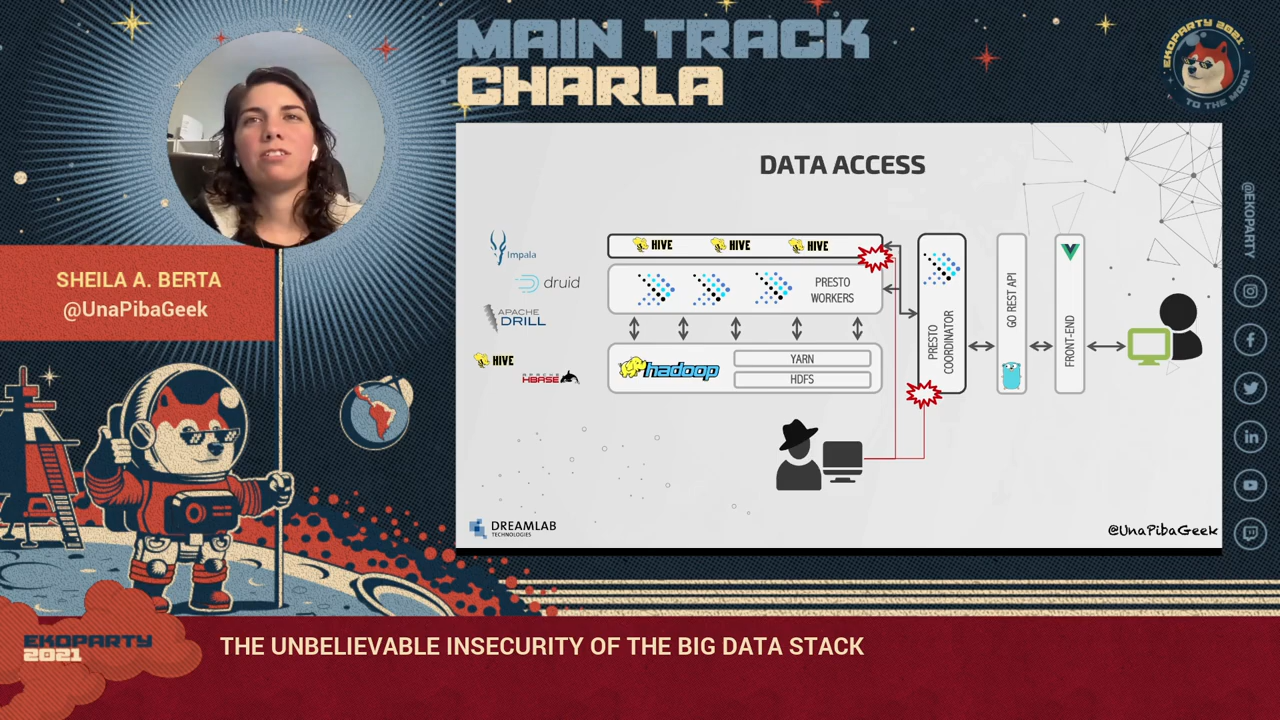 MAIN TRACK
CHARLA
EKOPARTY 2021
TO THE MOON
@EKOPARTY
SHEILA A. BERTA
@UnaPibaGeek
DATA ACCESS
Impala
druid
APACHE
DRILL
HIVE
APACHE
HBASE
HIVE
HIVE
HIVE
PRESTO
WORKERS
hadoop
YARN
HDFS
PRESTO
COORDINATOR
GO REST API
FRONT-END
DREAMLAB
TECHNOLOGIES
@UnaPibaGeek
EKOPARTY
2021
THE UNBELIEVABLE INSECURITY OF THE BIG DATA STACK